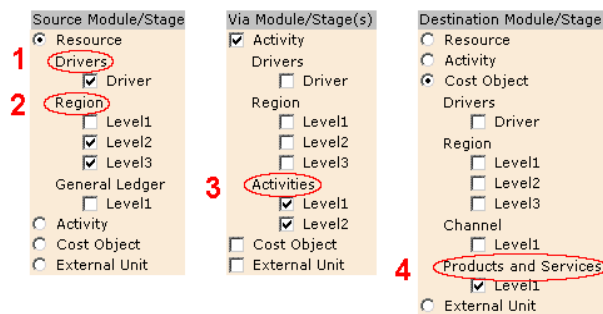 Source Module/Stage
Resource
1
Drivers
Driver
2
Region
Level1
Level2
Level3
General Ledger
Level1
Activity
Cost Object
External Unit
Via Module/Stage(s)
Activity
Drivers
Driver
Region
Level1
Level2
Level3
3
Activities
Level1
Level2
Cost Object
External Unit
Destination Module/Stage
Resource
Activity
Cost Object
Drivers
Driver
Region
Level1
Level2
Level3
Channel
Level1
4
Products and Services
Level1
External Unit